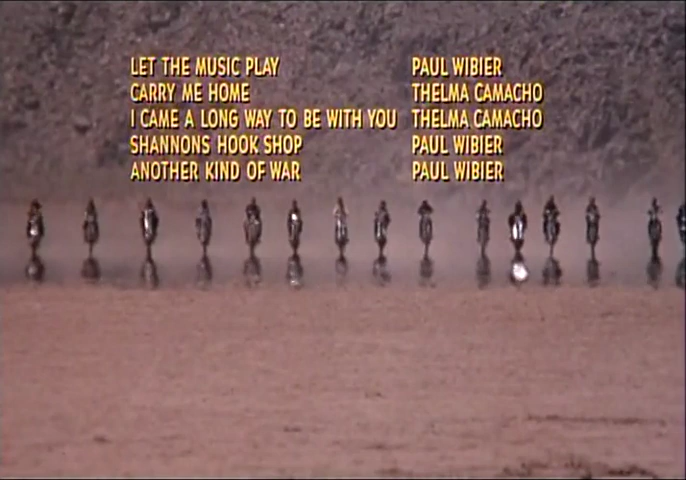 LET THE MUSIC PLAY PAUL WIBIER
CARRY ME HOME THELMA CAMACHO
I CAME A LONG WAY TO BE WITH YOU THELMA CAMACHO
SHANNONS HOOK SHOP PAUL WIBIER
ANOTHER KIND OF WAR PAUL WIBIER